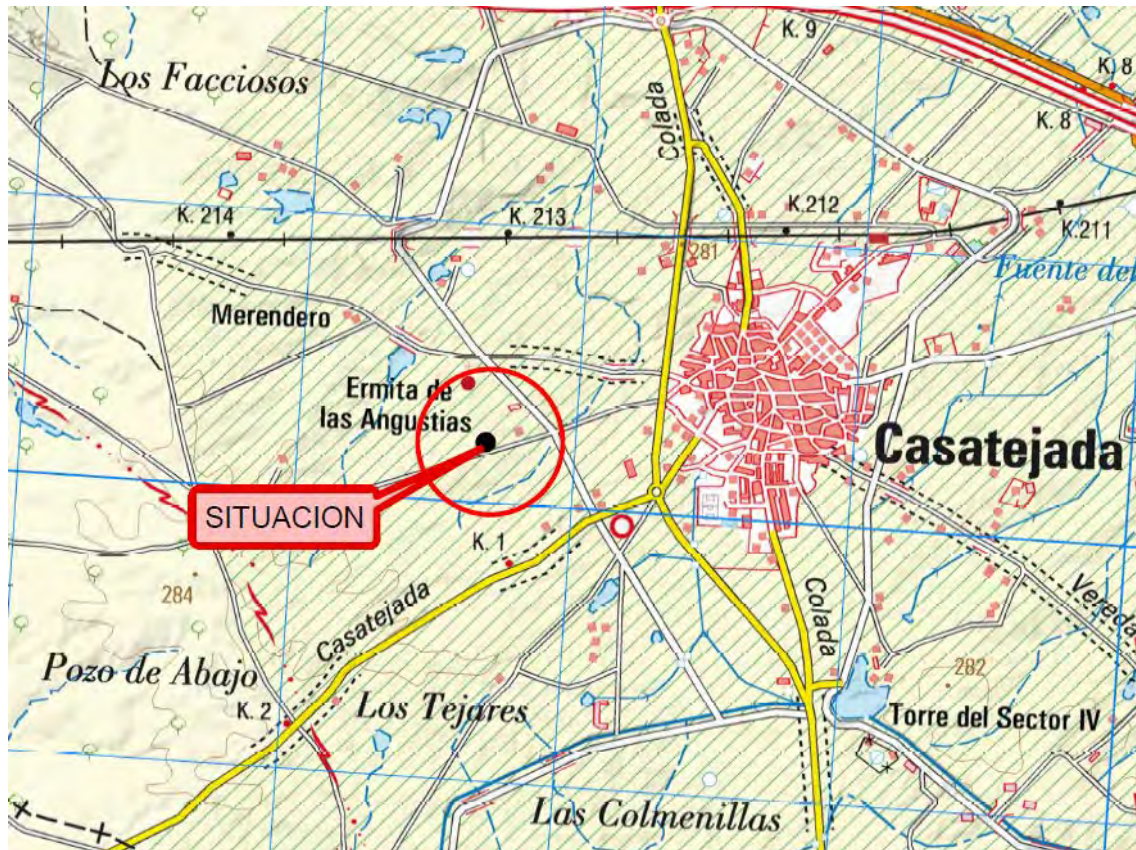 K. 9
Los Facciosos
K. 8
K. 8
Colada
K. 214
K. 213
K.212
K.211
281
Fuente del
Merendero
Ermita de
las Angustias
Casatejada
SITUACION
K. 1
284
Casatejada
Colada
Vereda
Pozo de Abajo
282
K. 2
Los Tejares
Torre del Sector IV
Las Colmenillas